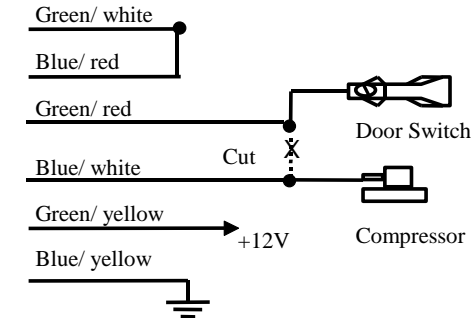 Green/ white
Blue/ red
Green/ red
Door Switch
Cut
X
Blue/ white
Green/ yellow
+12V
Compressor
Blue/ yellow